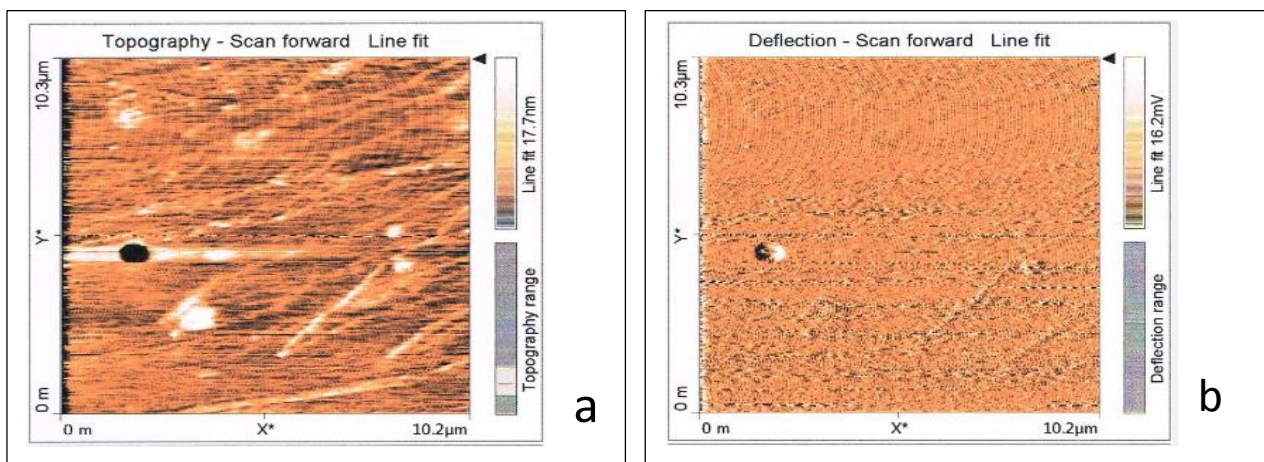 Topography - Scan forward Line fit
10.3µm
Y*
0 m
0 m
X*
10.2µm
Line fit 17.7nm
Topography range
a
Deflection - Scan forward Line fit
10.3µm
Y*
0 m
0 m
X*
10.2µm
Line fit 16.2mV
Deflection range
b